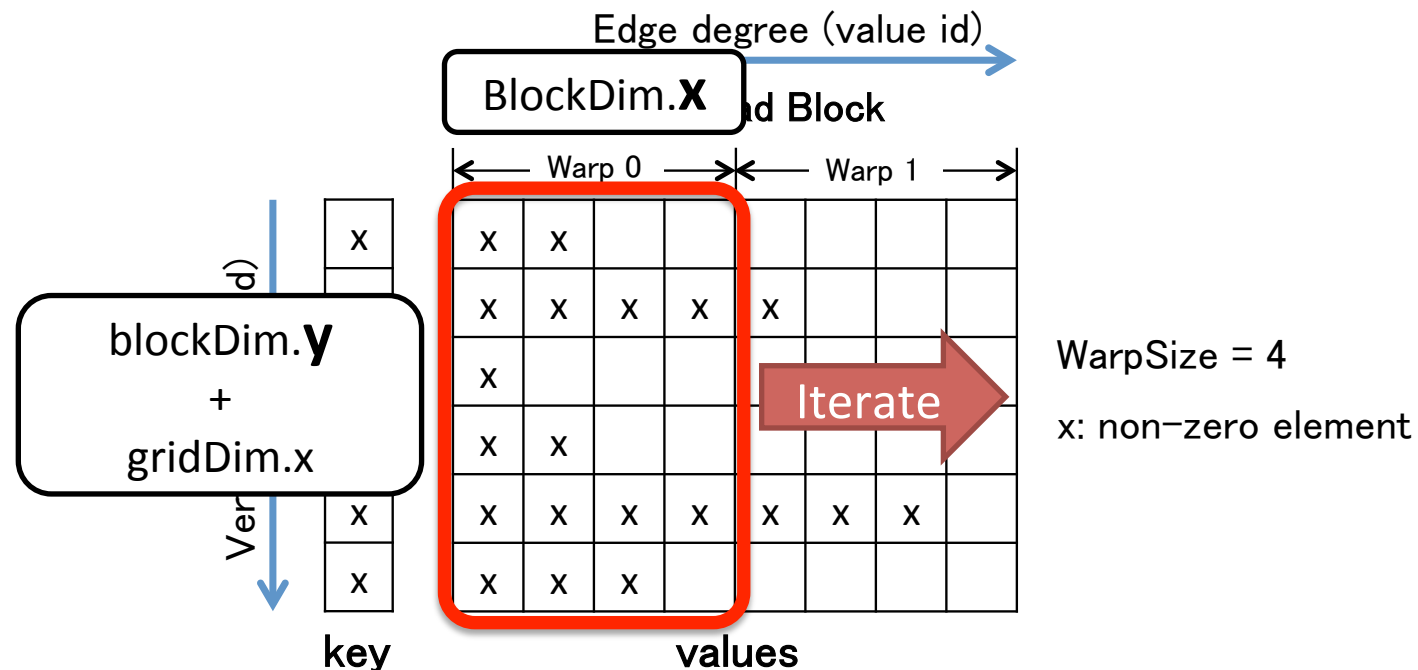 Edge degree (value id)
BlockDim.x
ad Block
Warp 0 Warp 1
x x x
d)
x x x x x
blockDim.y
+
gridDim.x
x
Iterate
WarpSize = 4
x: non-zero element
x x
Ver
x x x x x x x x
x x x x
key values